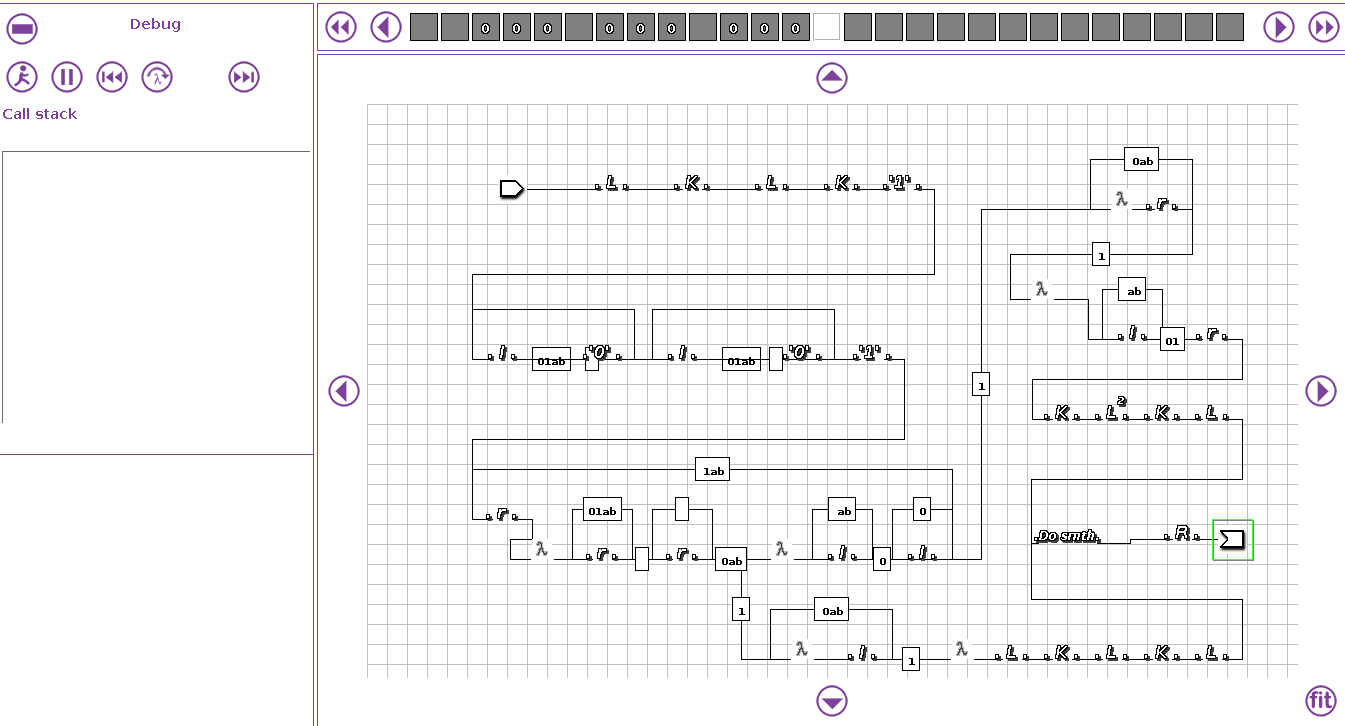 Debug
0 0 0 0 0 0 0 0 0
λ
Call stack
0ab
.L. .K. .L. .K. .'1'.
λ .r.
1
λ ab
.l. 01ab .'0'. .l. 01ab .'0'. .'1'.
.l. 01 .r.
1
.K. .L.² .K. .L.
1ab
.r. 01ab ab 0
λ .r. .r. 0ab λ .l. 0 .l.
.Do smth. .R.
1 0ab
λ .l. 1 λ .L. .K. .L. .K. .L.
fit